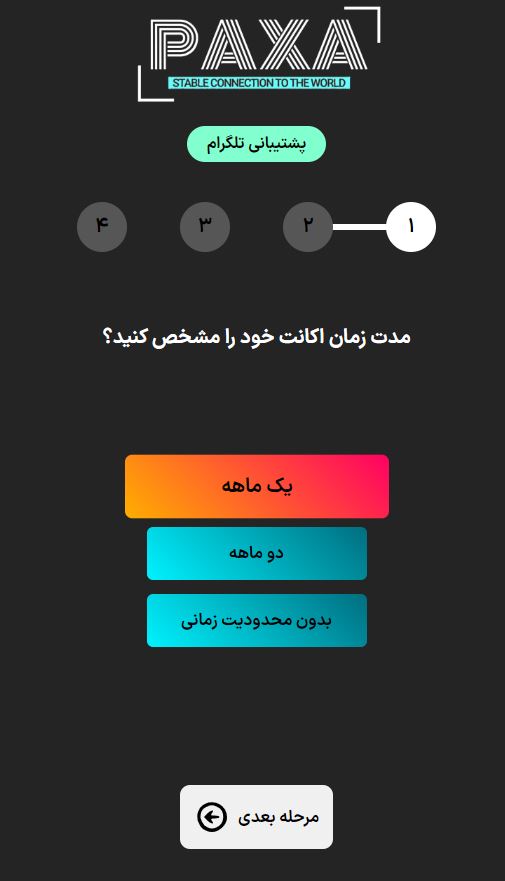 PAXA
STABLE CONNECTION TO THE WORLD
پشتیبانی تلگرام
۱ ۲ ۳ ۴
مدت زمان اکانت خود را مشخص کنید؟
یک ماهه
دو ماهه
بدون محدودیت زمانی
مرحله بعدی